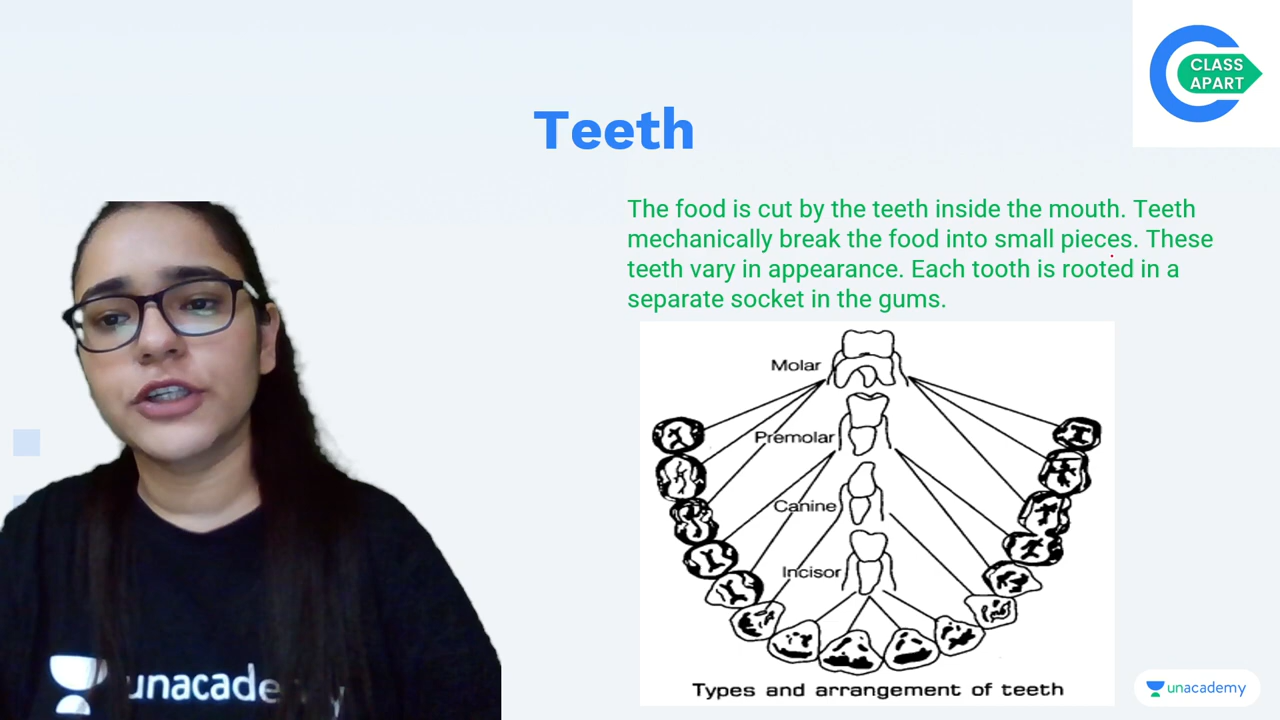 CLASS
APART
Teeth
The food is cut by the teeth inside the mouth. Teeth
mechanically break the food into small pieces. These
teeth vary in appearance. Each tooth is rooted in a
separate socket in the gums.
Molar
Premolar
Canine
Incisor
Types and arrangement of teeth
unacademy
unacademy